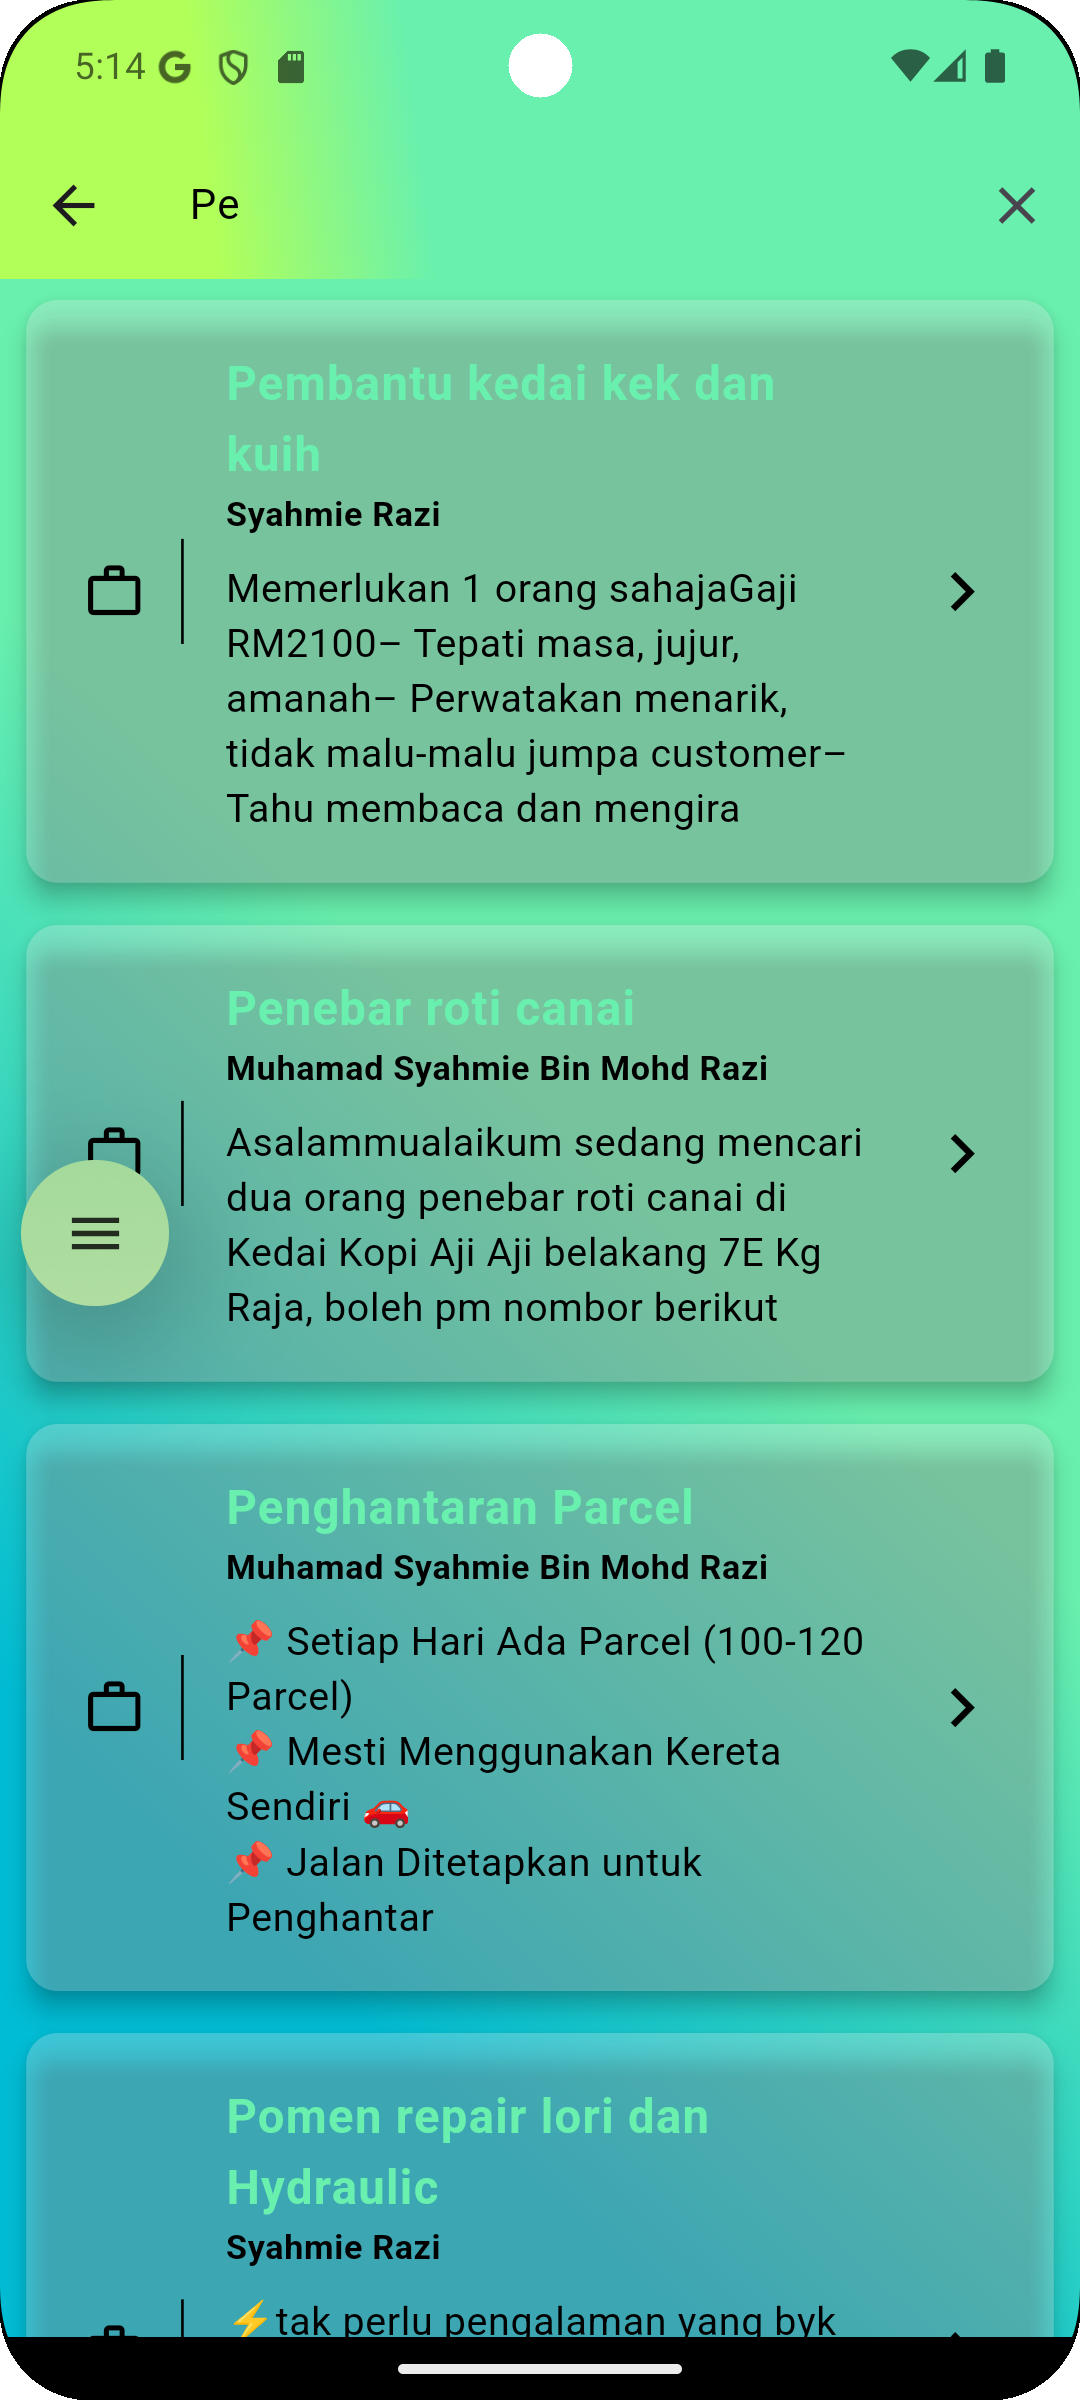 5:14
Pe
Pembantu kedai kek dan
kuih
Syahmie Razi
Memerlukan 1 orang sahajaGaji
RM2100– Tepati masa, jujur,
amanah– Perwatakan menarik,
tidak malu-malu jumpa customer–
Tahu membaca dan mengira
Penebar roti canai
Muhamad Syahmie Bin Mohd Razi
Asalammualaikum sedang mencari
dua orang penebar roti canai di
Kedai Kopi Aji Aji belakang 7E Kg
Raja, boleh pm nombor berikut
Penghantaran Parcel
Muhamad Syahmie Bin Mohd Razi
📌 Setiap Hari Ada Parcel (100-120
Parcel)
📌 Mesti Menggunakan Kereta
Sendiri 🚗
📌 Jalan Ditetapkan untuk
Penghantar
Pomen repair lori dan
Hydraulic
Syahmie Razi
⚡tak perlu pengalaman yang byk